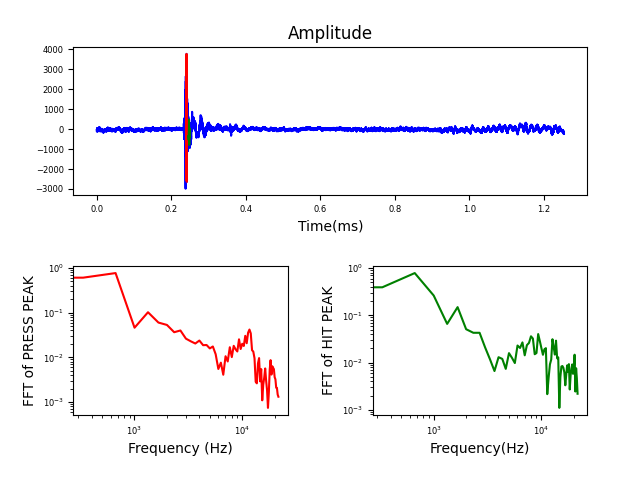 Amplitude
4000
3000
2000
1000
0
−1000
−2000
−3000
0.0 0.2 0.4 0.6 0.8 1.0 1.2
Time(ms)
FFT of PRESS PEAK
10⁰
10⁻¹
10⁻²
10⁻³
10³ 10⁴
Frequency (Hz)
FFT of HIT PEAK
10⁰
10⁻¹
10⁻²
10⁻³
10³ 10⁴
Frequency(Hz)